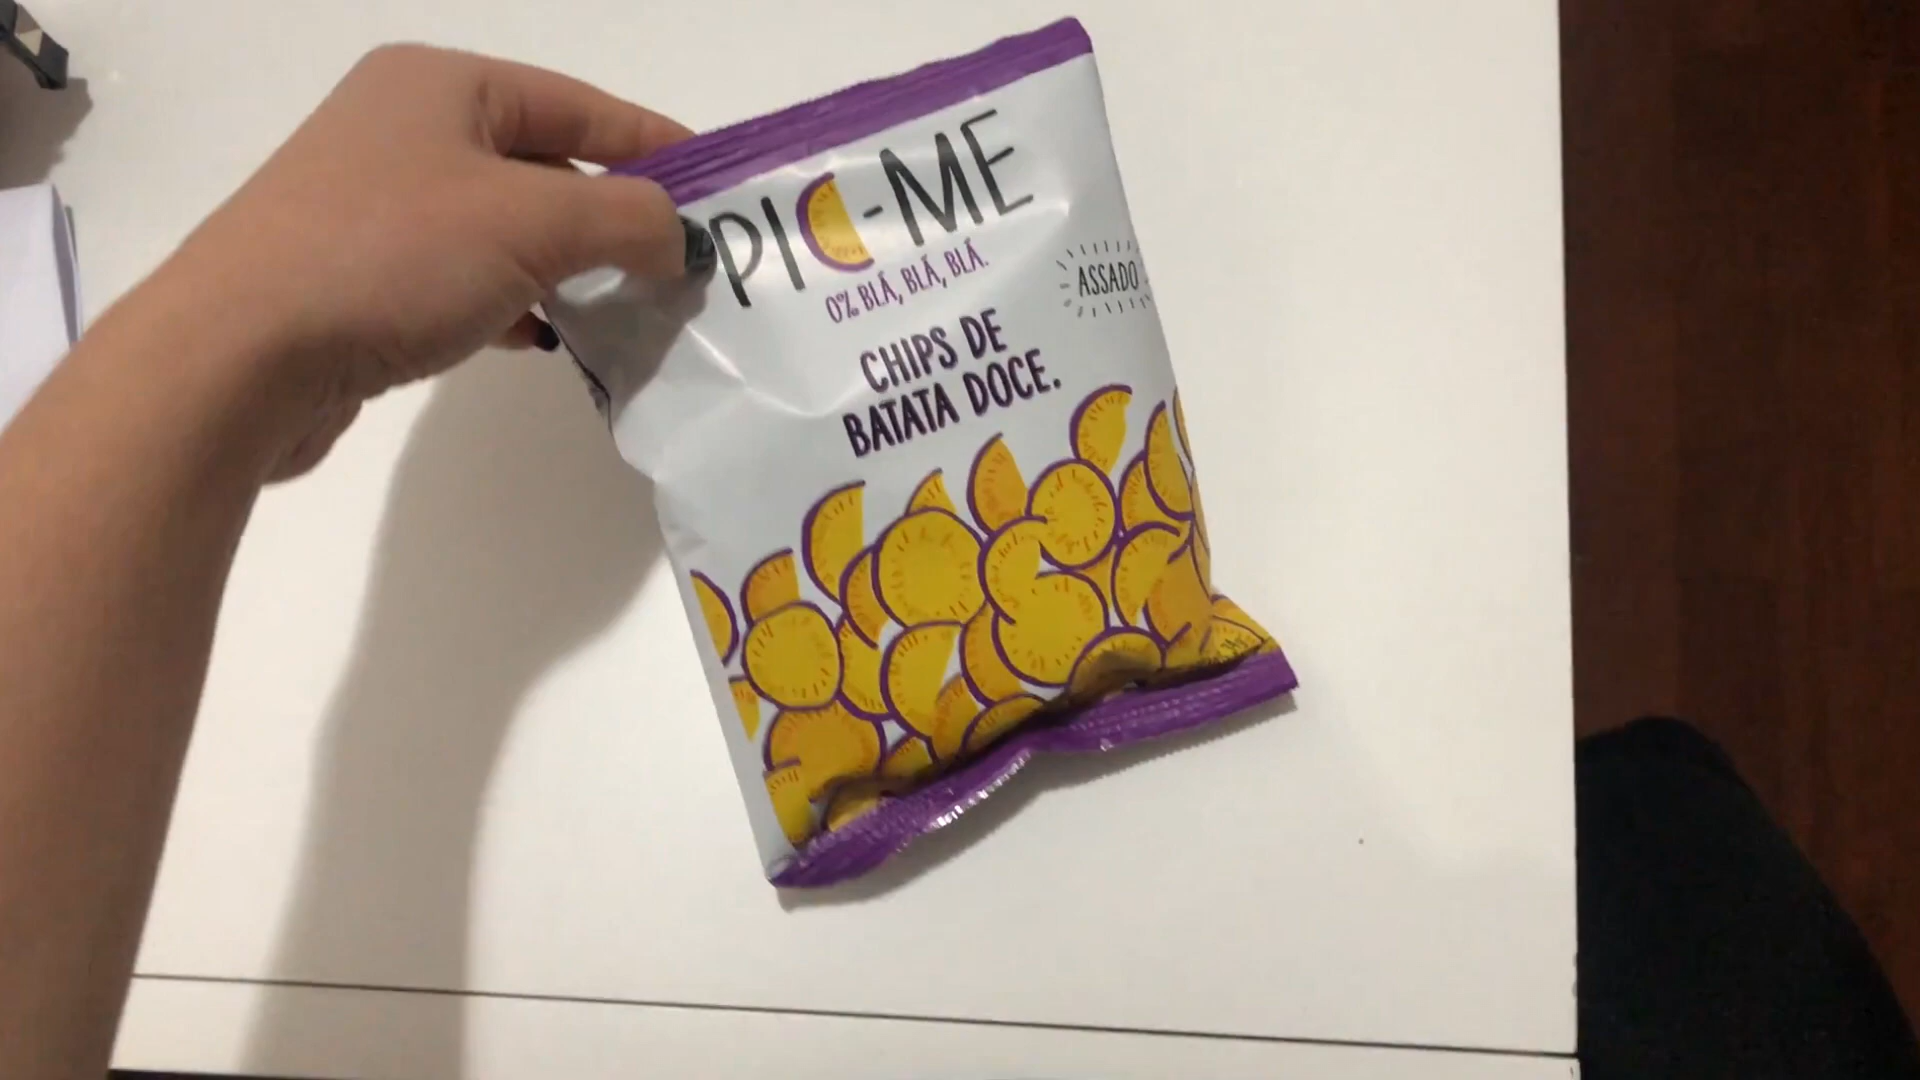 PIC-ME
0% BLÁ, BLÁ, BLÁ.
ASSADO
CHIPS DE
BATATA DOCE.